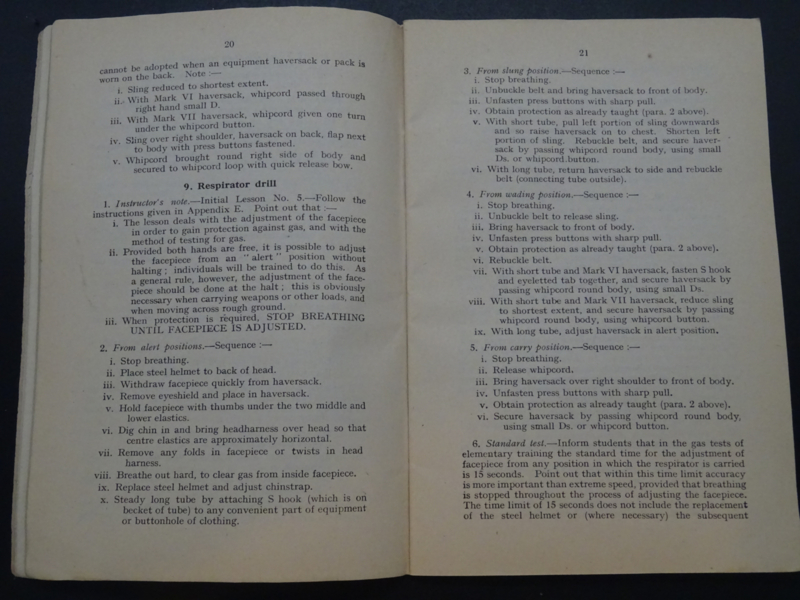 20
cannot be adopted when an equipment haversack or pack is
worn on the back. Note :—
i. Sling reduced to shortest extent.
ii. With Mark VI haversack, whipcord passed through
right hand small D.
iii. With Mark VII haversack, whipcord given one turn
under the whipcord button.
iv. Sling over right shoulder, haversack on back, flap next
to body with press buttons fastened.
v. Whipcord brought round right side of body and
secured to whipcord loop with quick release bow.
9. Respirator drill
1. Instructor's note.—Initial Lesson No. 5.—Follow the
instructions given in Appendix E. Point out that :—
i. The lesson deals with the adjustment of the facepiece
in order to gain protection against gas, and with the
method of testing for gas.
ii. Provided both hands are free, it is possible to adjust
the facepiece from an " alert " position without
halting ; individuals will be trained to do this. As
a general rule, however, the adjustment of the face-
piece should be done at the halt ; this is obviously
necessary when carrying weapons or other loads, and
when moving across rough ground.
iii. When protection is required, STOP BREATHING
UNTIL FACEPIECE IS ADJUSTED.
2. From alert positions.—Sequence :—
i. Stop breathing.
ii. Place steel helmet to back of head.
iii. Withdraw facepiece quickly from haversack.
iv. Remove eyeshield and place in haversack.
v. Hold facepiece with thumbs under the two middle and
lower elastics.
vi. Dig chin in and bring headharness over head so that
centre elastics are approximately horizontal.
vii. Remove any folds in facepiece or twists in head
harness.
viii. Breathe out hard, to clear gas from inside facepiece.
ix. Replace steel helmet and adjust chinstrap.
x. Steady long tube by attaching S hook (which is on
becket of tube) to any convenient part of equipment
or buttonhole of clothing.
21
3. From slung position.—Sequence :—
i. Stop breathing.
ii. Unbuckle belt and bring haversack to front of body.
iii. Unfasten press buttons with sharp pull.
iv. Obtain protection as already taught (para. 2 above).
v. With short tube, pull left portion of sling downwards
and so raise haversack on to chest. Shorten left
portion of sling. Rebuckle belt, and secure haver-
sack by passing whipcord round body, using small
Ds. or whipcord button.
vi. With long tube, return haversack to side and rebuckle
belt (connecting tube outside).
4. From wading position.—Sequence :—
i. Stop breathing.
ii. Unbuckle belt to release sling.
iii. Bring haversack to front of body.
iv. Unfasten press buttons with sharp pull.
v. Obtain protection as already taught (para. 2 above).
vi. Rebuckle belt.
vii. With short tube and Mark VI haversack, fasten S hook
and eyeletted tab together, and secure haversack by
passing whipcord round body, using small Ds.
viii. With short tube and Mark VII haversack, reduce sling
to shortest extent, and secure haversack by passing
whipcord round body, using whipcord button.
ix. With long tube, adjust haversack in alert position.
5. From carry position.—Sequence :—
i. Stop breathing.
ii. Release whipcord.
iii. Bring haversack over right shoulder to front of body.
iv. Unfasten press buttons with sharp pull.
v. Obtain protection as already taught (para. 2 above).
vi. Secure haversack by passing whipcord round body,
using small Ds. or whipcord button.
6. Standard test.—Inform students that in the gas tests of
elementary training the standard time for the adjustment of
facepiece from any position in which the respirator is carried
is 15 seconds. Point out that within this time limit accuracy
is more important than extreme speed, provided that breathing
is stopped throughout the process of adjusting the facepiece.
The time limit of 15 seconds does not include the replacement
of the steel helmet or (where necessary) the subsequent